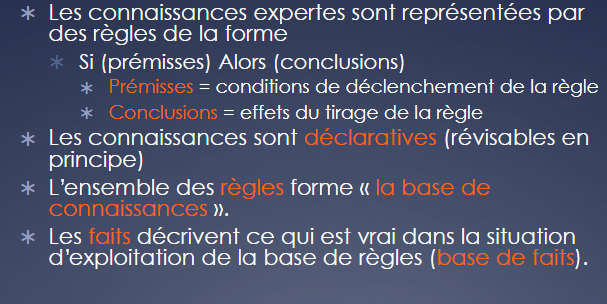 * Les connaissances expertes sont représentées par
des règles de la forme
* Si (prémisses) Alors (conclusions)
* Prémisses = conditions de déclenchement de la règle
* Conclusions = effets du tirage de la règle
* Les connaissances sont déclaratives (révisables en
principe)
* L’ensemble des règles forme « la base de
connaissances ».
* Les faits décrivent ce qui est vrai dans la situation
d’exploitation de la base de règles (base de faits).